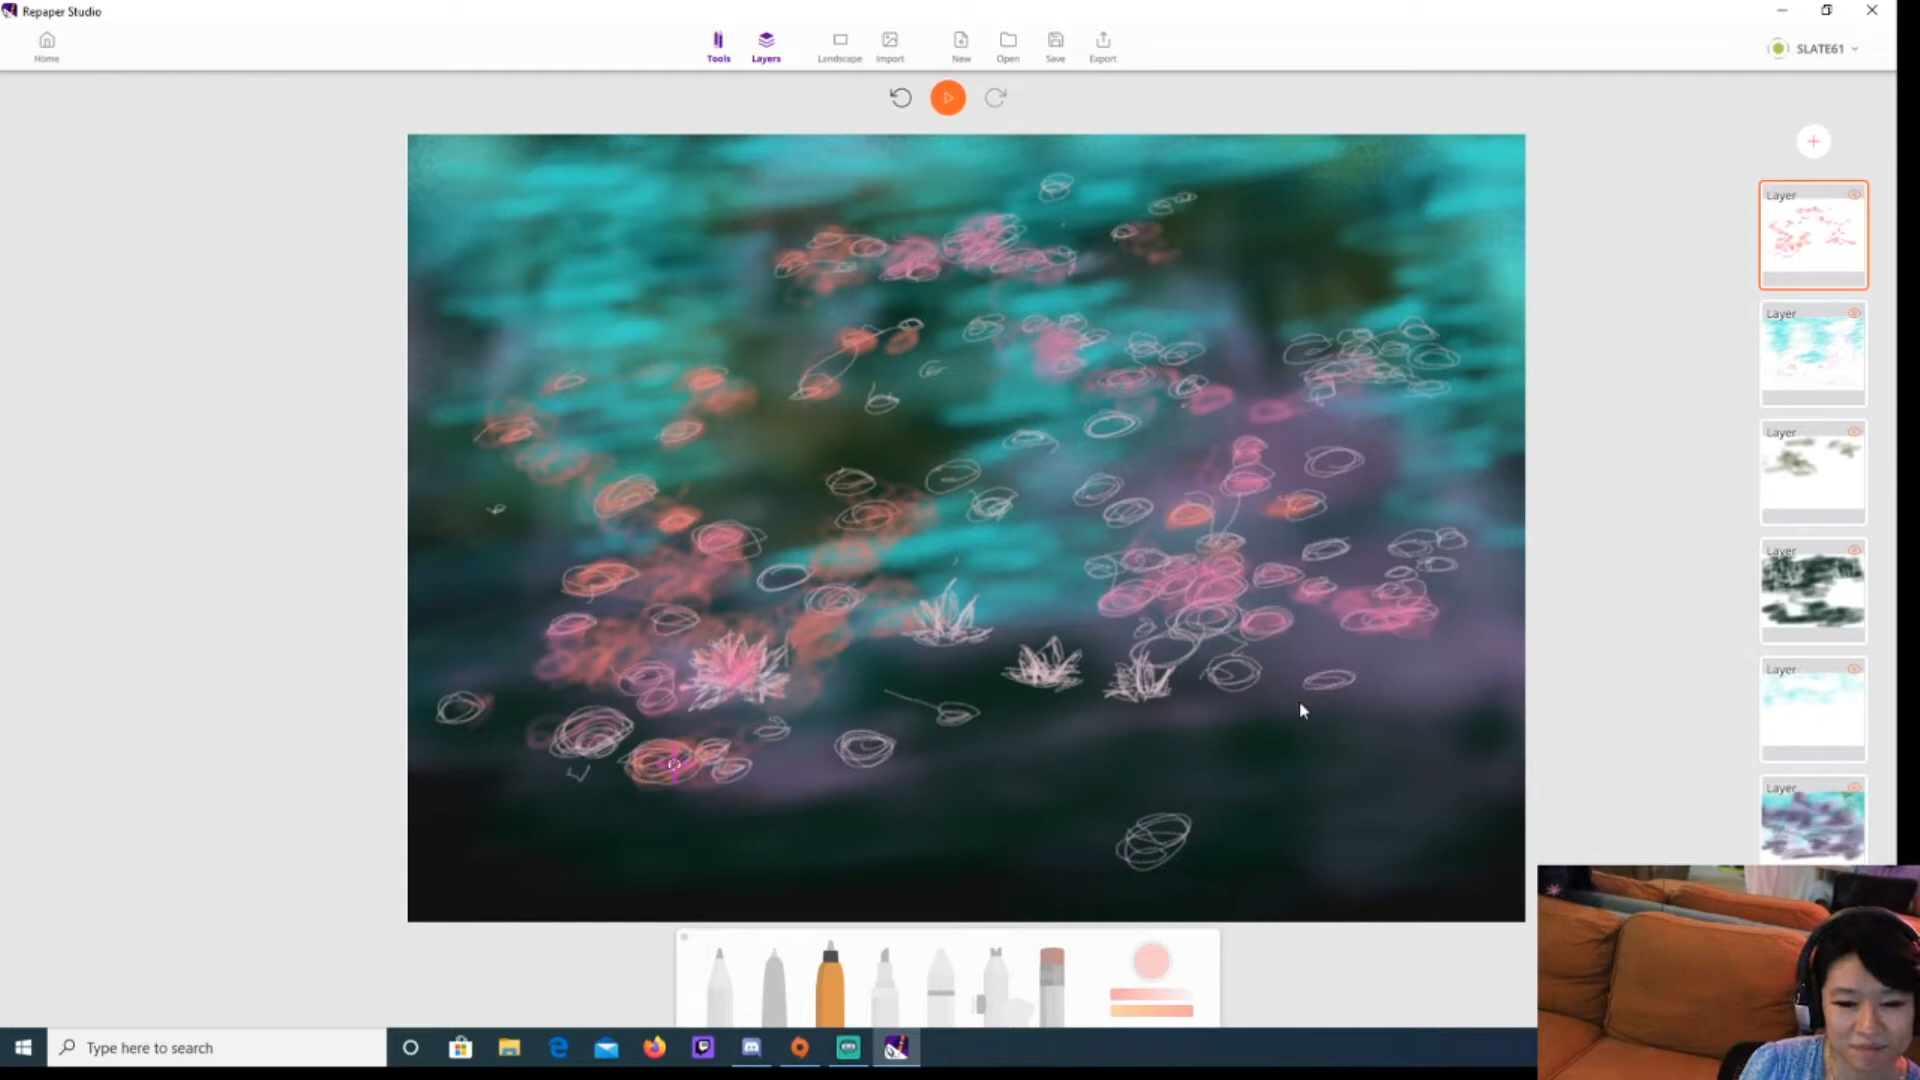 Repaper Studio
Home
Tools
Layers
Landscape
Import
New
Open
Save
Export
SLATE61
Layer
Layer
Layer
Layer
Layer
Layer
Type here to search